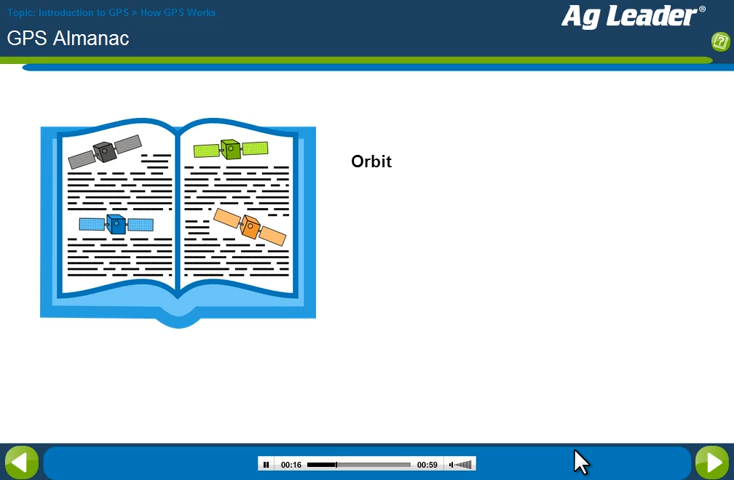 Topic: Introduction to GPS > How GPS Works
Ag Leader®
GPS Almanac
Orbit
00:16
00:59